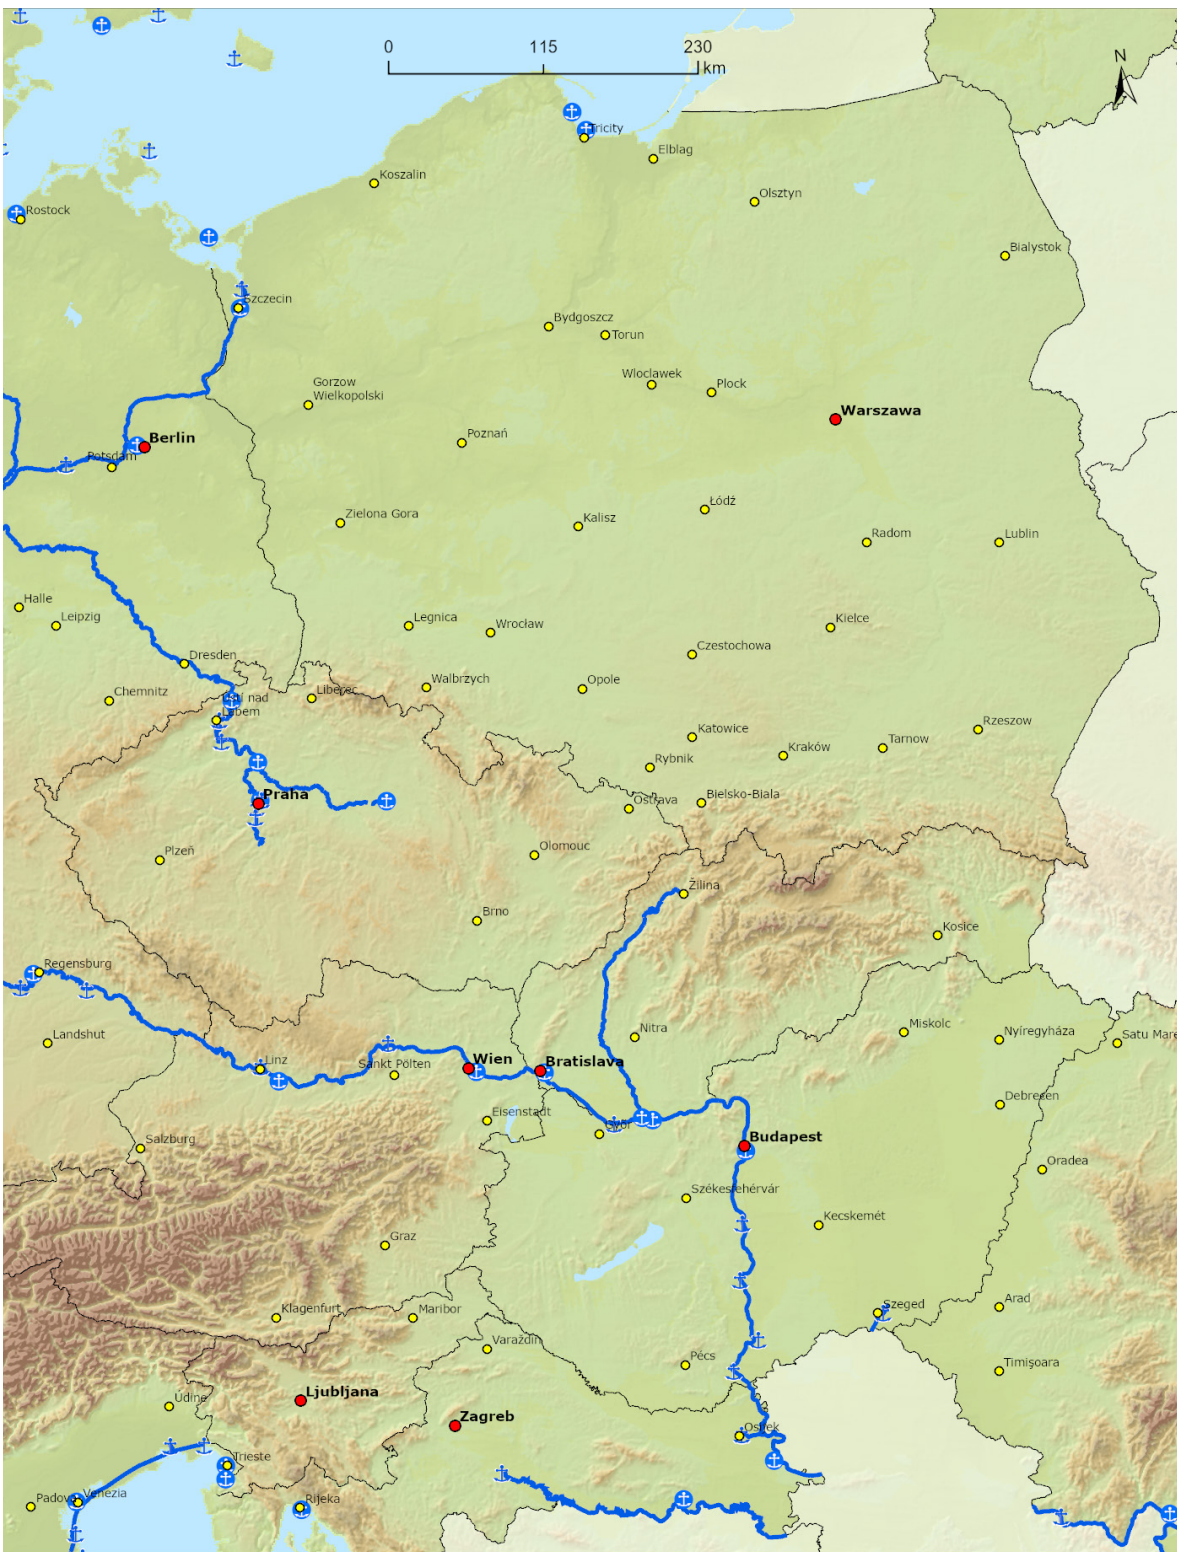 0 115 230
km
N
Tricity
Elblag
Koszalin
Olsztyn
Rostock
Bialystok
Szczecin
Bydgoszcz
Torun
Gorzow
Wielkopolski
Wloclawek
Plock
Warszawa
Berlin
Poznań
Potsdam
Zielona Gora
Kalisz
Łódź
Radom
Lublin
Halle
Leipzig
Legnica
Wrocław
Kielce
Czestochowa
Dresden
Chemnitz
Ústí nad
Labem
Liberec
Walbrzych
Opole
Katowice
Rzeszow
Kraków
Tarnow
Rybnik
Praha
Ostrava
Bielsko-Biala
Plzeň
Olomouc
Žilina
Brno
Kosice
Regensburg
Landshut
Nitra
Miskolc
Nyíregyháza
Satu Mare
Linz
Sankt Pölten
Wien
Bratislava
Eisenstadt
Győr
Debrecen
Budapest
Salzburg
Oradea
Székesfehérvár
Kecskemét
Graz
Klagenfurt
Maribor
Szeged
Arad
Varaždin
Pécs
Timişoara
Udine
Ljubljana
Zagreb
Osijek
Trieste
Padova
Venezia
Rijeka